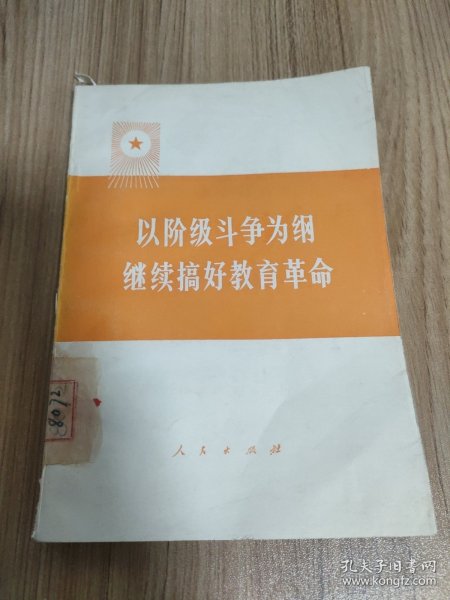 以阶级斗争为纲
继续搞好教育革命
8072
人民出版社
孔夫子旧书网
www.kongfz.com